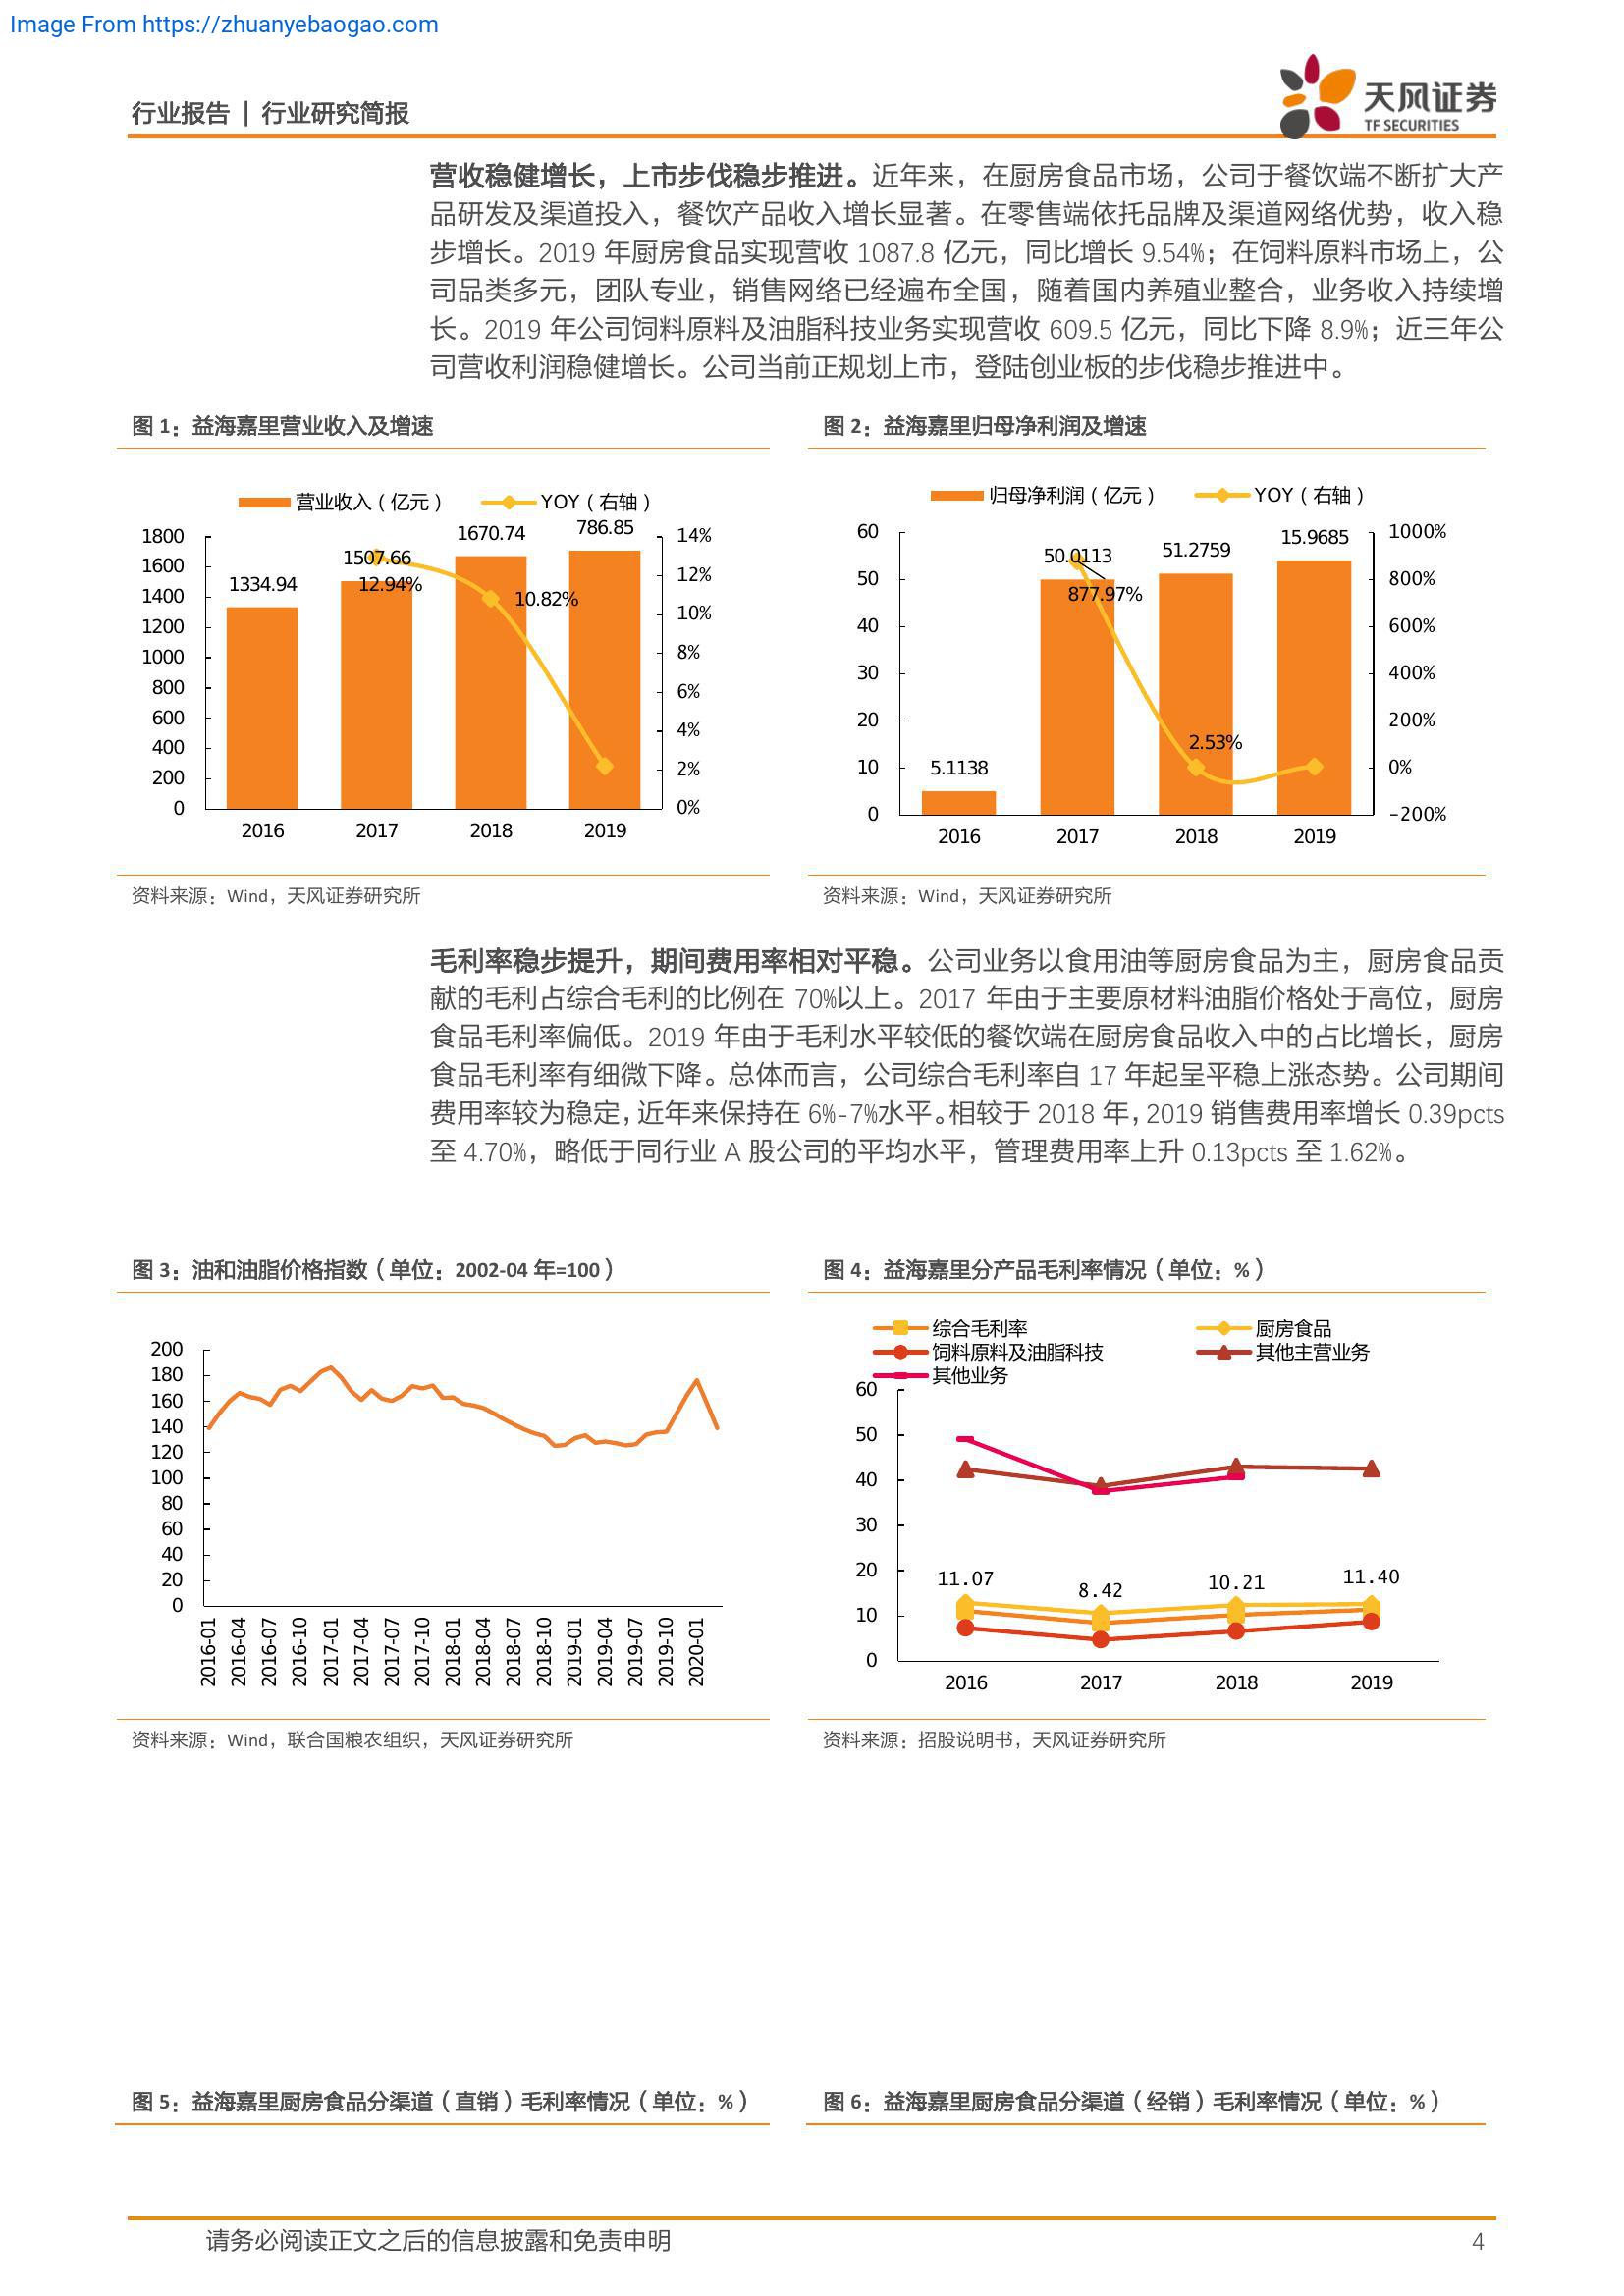 Image From https://zhuanyebaogao.com
行业报告 | 行业研究简报
天风证券
TF SECURITIES
营收稳健增长，上市步伐稳步推进。近年来，在厨房食品市场，公司于餐饮端不断扩大产
品研发及渠道投入，餐饮产品收入增长显著。在零售端依托品牌及渠道网络优势，收入稳
步增长。2019 年厨房食品实现营收 1087.8 亿元，同比增长 9.54%；在饲料原料市场上，公
司品类多元，团队专业，销售网络已经遍布全国，随着国内养殖业整合，业务收入持续增
长。2019 年公司饲料原料及油脂科技业务实现营收 609.5 亿元，同比下降 8.9%；近三年公
司营收利润稳健增长。公司当前正规划上市，登陆创业板的步伐稳步推进中。
图 1：益海嘉里营业收入及增速
营业收入（亿元） YOY（右轴）
1800
1600
1400
1200
1000
800
600
400
200
0
1334.94
1507.66
1670.74
786.85
12.94%
10.82%
14%
12%
10%
8%
6%
4%
2%
0%
2016 2017 2018 2019
资料来源：Wind，天风证券研究所
图 2：益海嘉里归母净利润及增速
归母净利润（亿元） YOY（右轴）
60
50
40
30
20
10
0
5.1138
50.0113
51.2759
15.9685
877.97%
2.53%
1000%
800%
600%
400%
200%
0%
-200%
2016 2017 2018 2019
资料来源：Wind，天风证券研究所
毛利率稳步提升，期间费用率相对平稳。公司业务以食用油等厨房食品为主，厨房食品贡
献的毛利占综合毛利的比例在 70%以上。2017 年由于主要原材料油脂价格处于高位，厨房
食品毛利率偏低。2019 年由于毛利水平较低的餐饮端在厨房食品收入中的占比增长，厨房
食品毛利率有细微下降。总体而言，公司综合毛利率自 17 年起呈平稳上涨态势。公司期间
费用率较为稳定，近年来保持在 6%-7%水平。相较于 2018 年，2019 销售费用率增长 0.39pcts
至 4.70%，略低于同行业 A 股公司的平均水平，管理费用率上升 0.13pcts 至 1.62%。
图 3：油和油脂价格指数（单位：2002-04 年=100）
200
180
160
140
120
100
80
60
40
20
0
2016-01 2016-04 2016-07 2016-10 2017-01 2017-04 2017-07 2017-10 2018-01 2018-04 2018-07 2018-10 2019-01 2019-04 2019-07 2019-10 2020-01
资料来源：Wind，联合国粮农组织，天风证券研究所
图 4：益海嘉里分产品毛利率情况（单位：%）
综合毛利率 厨房食品
饲料原料及油脂科技 其他主营业务
其他业务
60
50
40
30
20
10
0
11.07
8.42
10.21
11.40
2016 2017 2018 2019
资料来源：招股说明书，天风证券研究所
图 5：益海嘉里厨房食品分渠道（直销）毛利率情况（单位：%）
图 6：益海嘉里厨房食品分渠道（经销）毛利率情况（单位：%）
请务必阅读正文之后的信息披露和免责申明
4